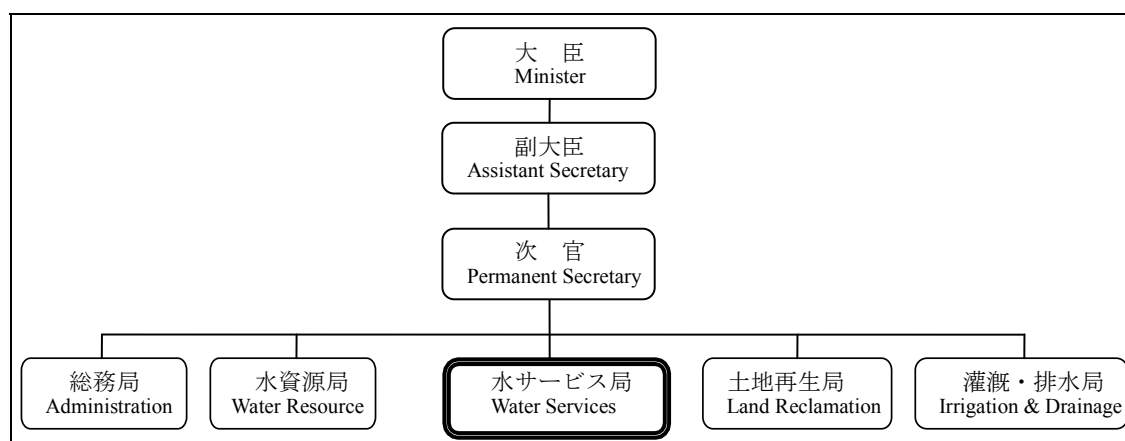 大　臣
Minister
副大臣
Assistant Secretary
次　官
Permanent Secretary
総務局
Administration
水資源局
Water Resource
水サービス局
Water Services
土地再生局
Land Reclamation
灌漑・排水局
Irrigation & Drainage